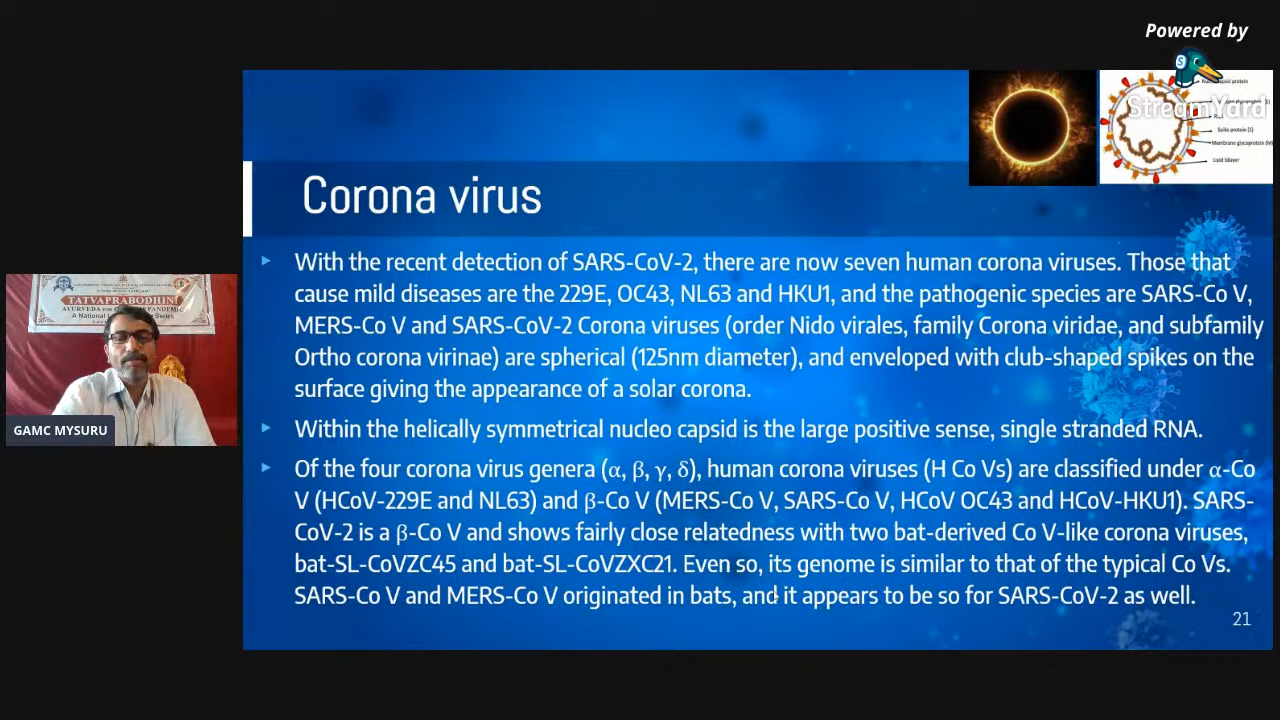 Powered by
StreamYard
Spike protein (S)
Membrane glycoprotein (M)
Lipid bilayer
Corona virus
With the recent detection of SARS-CoV-2, there are now seven human corona viruses. Those that
cause mild diseases are the 229E, OC43, NL63 and HKU1, and the pathogenic species are SARS-Co V,
MERS-Co V and SARS-CoV-2 Corona viruses (order Nido virales, family Corona viridae, and subfamily
Ortho corona virinae) are spherical (125nm diameter), and enveloped with club-shaped spikes on the
surface giving the appearance of a solar corona.
Within the helically symmetrical nucleo capsid is the large positive sense, single stranded RNA.
Of the four corona virus genera (α, β, γ, δ), human corona viruses (H Co Vs) are classified under α-Co
V (HCoV-229E and NL63) and β-Co V (MERS-Co V, SARS-Co V, HCoV OC43 and HCoV-HKU1). SARS-
CoV-2 is a β-Co V and shows fairly close relatedness with two bat-derived Co V-like corona viruses,
bat-SL-CoVZC45 and bat-SL-CoVZXC21. Even so, its genome is similar to that of the typical Co Vs.
SARS-Co V and MERS-Co V originated in bats, and it appears to be so for SARS-CoV-2 as well.
21
TATVAPRABODHINI
AYURVEDA PANDEMIC
A National Series
GAMC MYSURU